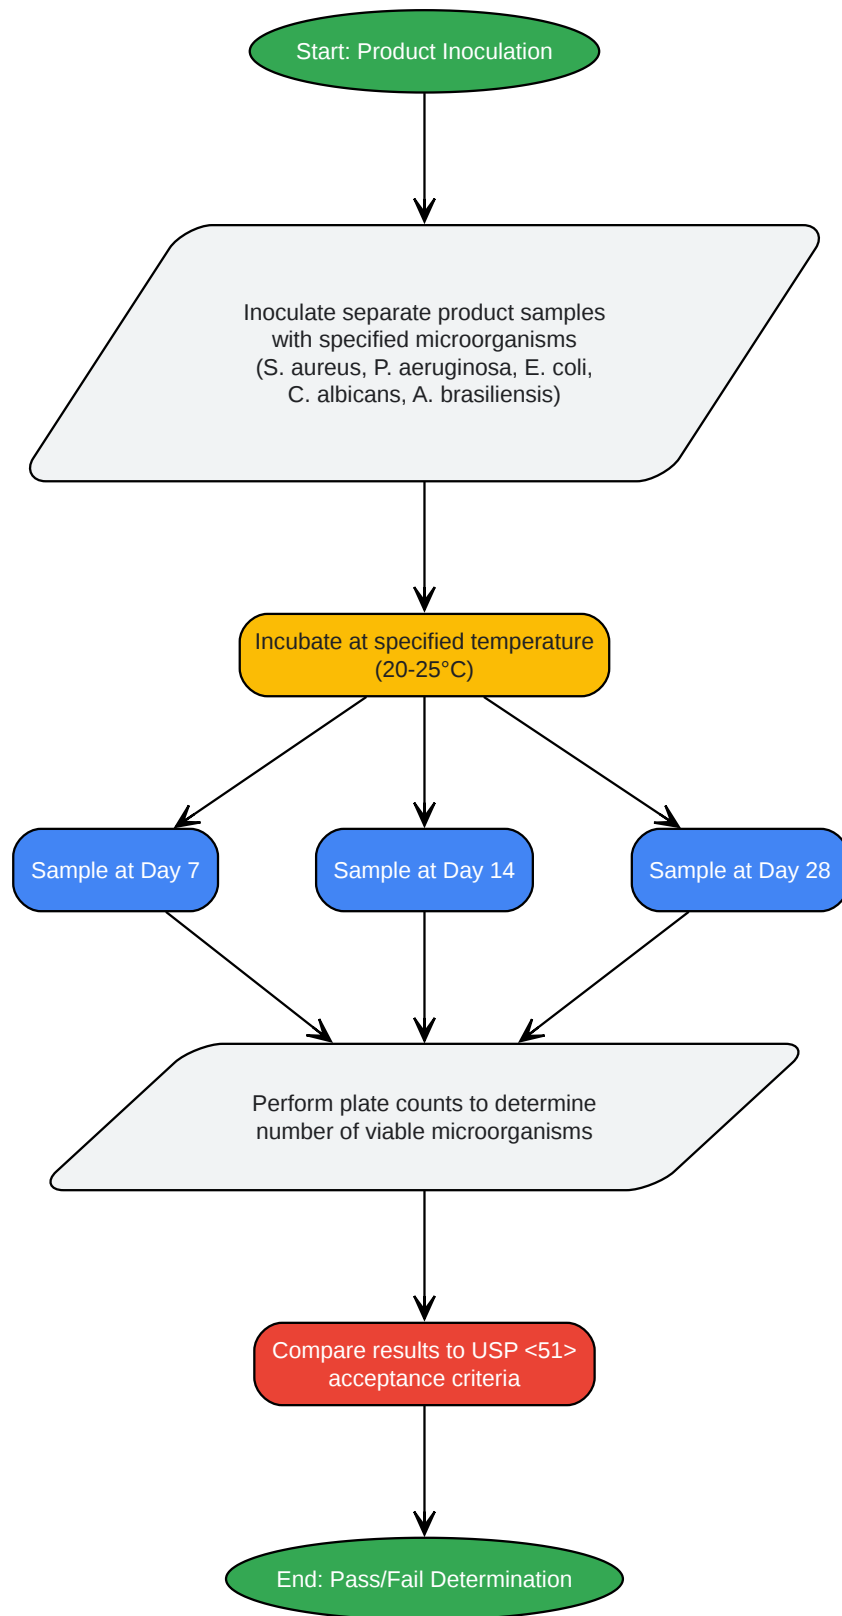 Start: Product Inoculation
Inoculate separate product samples
with specified microorganisms
(S. aureus, P. aeruginosa, E. coli,
C. albicans, A. brasiliensis)
Incubate at specified temperature
(20-25°C)
Sample at Day 7
Sample at Day 14
Sample at Day 28
Perform plate counts to determine
number of viable microorganisms
Compare results to USP <51>
acceptance criteria
End: Pass/Fail Determination